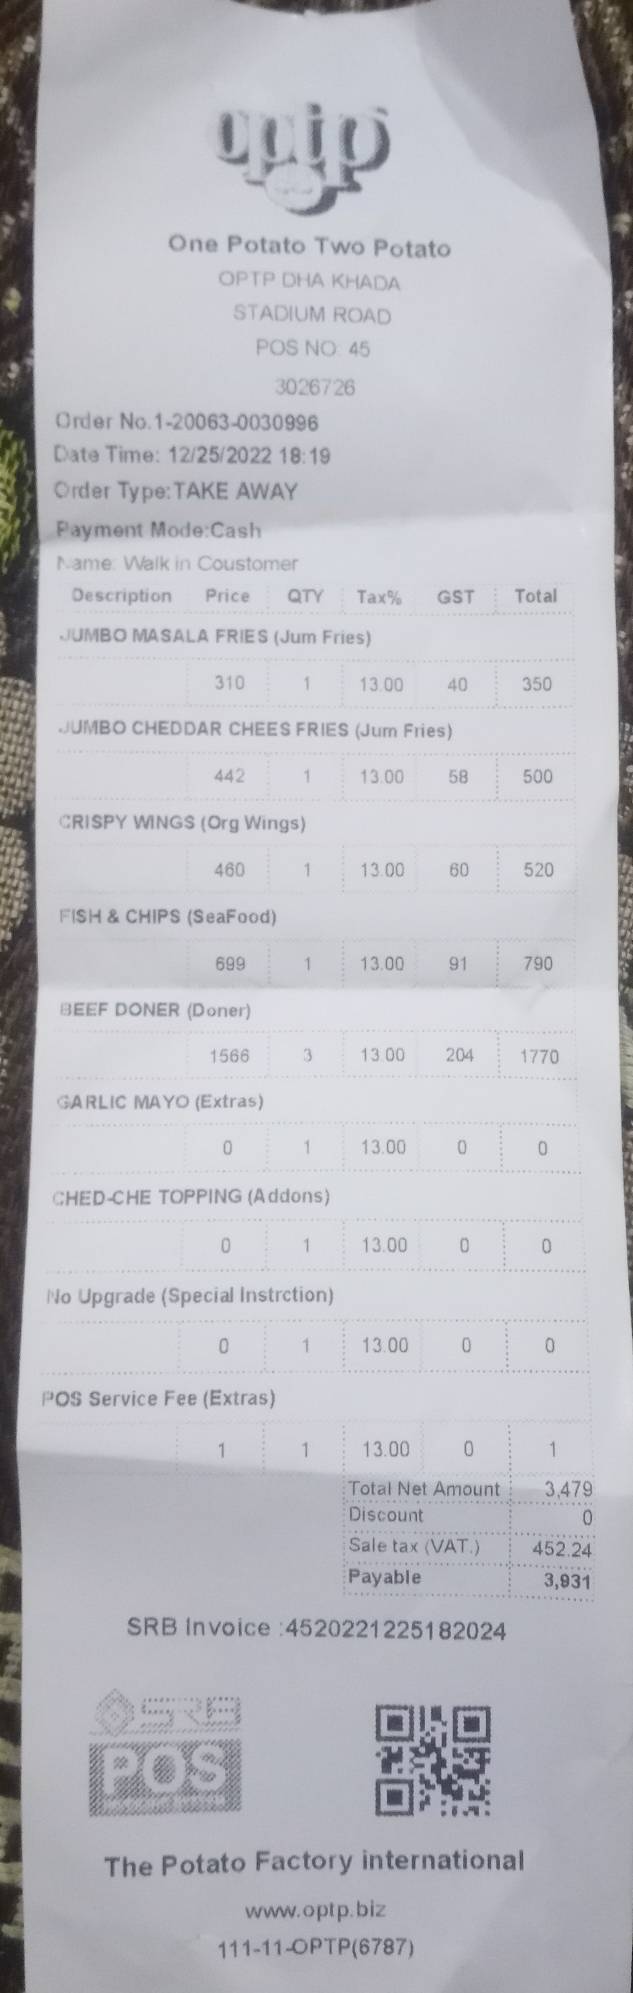 optp
One Potato Two Potato
OPTP DHA KHADA
STADIUM ROAD
POS NO: 45
3026726
Order No.1-20063-0030996
Date Time: 12/25/2022 18:19
Order Type:TAKE AWAY
Payment Mode:Cash
Name: Walk in Coustomer
Description Price QTY Tax% GST Total
JUMBO MASALA FRIES (Jum Fries)
310 1 13.00 40 350
JUMBO CHEDDAR CHEES FRIES (Jum Fries)
442 1 13.00 58 500
CRISPY WINGS (Org Wings)
460 1 13.00 60 520
FISH & CHIPS (SeaFood)
699 1 13.00 91 790
BEEF DONER (Doner)
1566 3 13.00 204 1770
GARLIC MAYO (Extras)
0 1 13.00 0 0
CHED-CHE TOPPING (Addons)
0 1 13.00 0 0
No Upgrade (Special Instrction)
0 1 13.00 0 0
POS Service Fee (Extras)
1 1 13.00 0 1
Total Net Amount 3,479
Discount 0
Sale tax (VAT.) 452.24
Payable 3,931
SRB Invoice :4520221225182024
SRB
POS
The Potato Factory international
www.optp.biz
111-11-OPTP(6787)